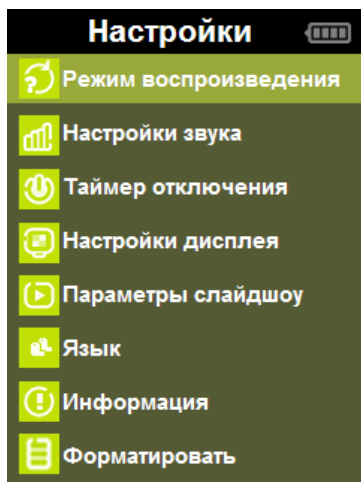 Настройки
Режим воспроизведения
Настройки звука
Таймер отключения
Настройки дисплея
Параметры слайдшоу
Язык
Информация
Форматировать